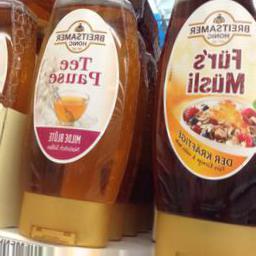 BREITSAMER
HONIG
Tee
Pause
MILDE BLÜTE
BREITSAMER
HONIG
Für's
Müsli
DER KRÄFTIGE